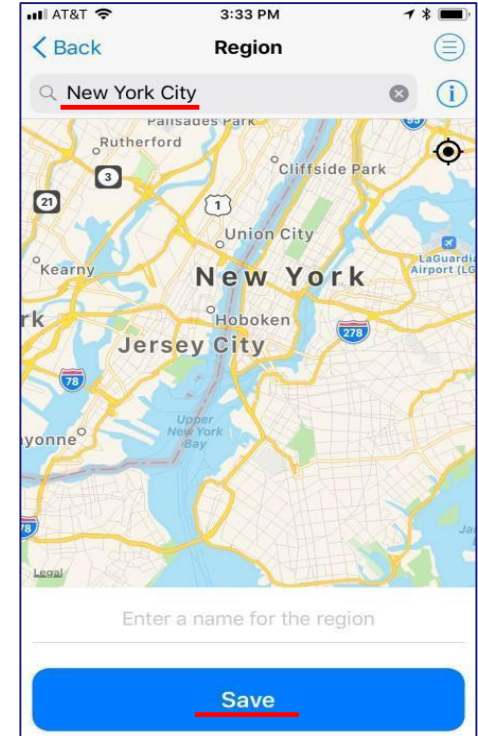 AT&T 3:33 PM
Back Region
New York City
Palisades Park
Rutherford
3
Cliffside Park
21
1
Union City
Kearny
LaGuardia
Airport (LG
New York
rk
Hoboken
278
Jersey City
78
Upper
New York
Bay
yonne
78
Ja
Legal
Enter a name for the region
Save